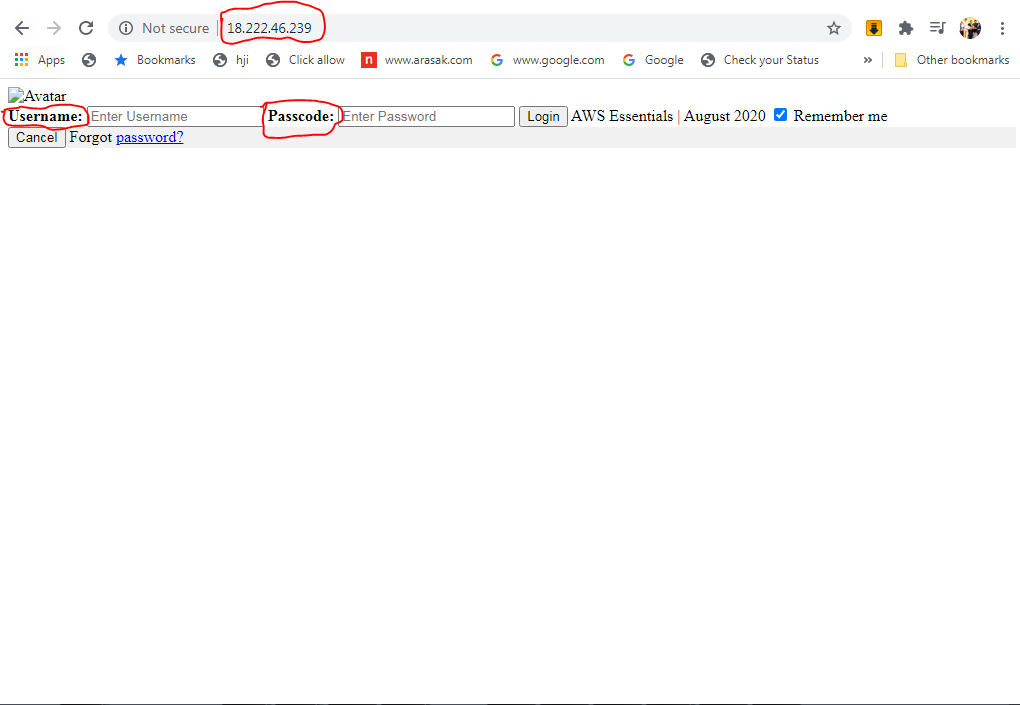 Not secure | 18.222.46.239
Apps Bookmarks hji Click allow n www.arasak.com G www.google.com G Google Check your Status » Other bookmarks
Avatar
Username: Enter Username Passcode: Enter Password Login AWS Essentials | August 2020 Remember me
Cancel Forgot password?